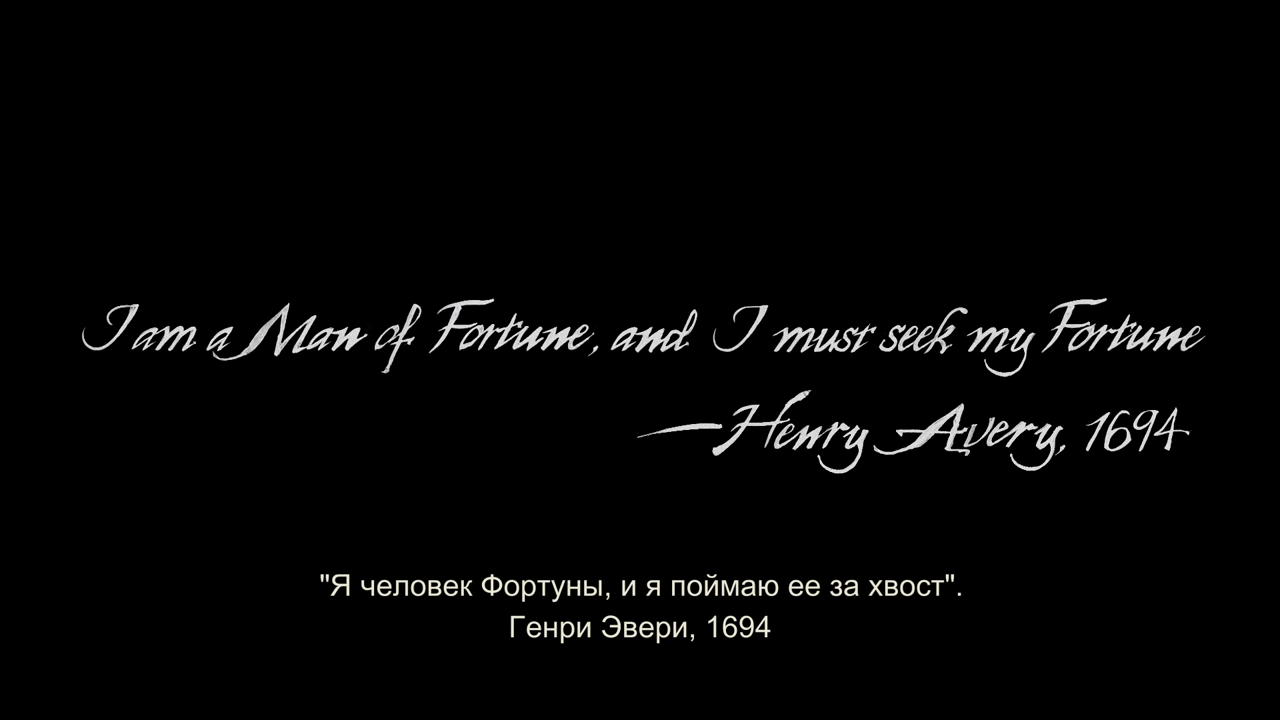 I am a Man of Fortune, and I must seek my Fortune
—Henry Avery, 1694
"Я человек Фортуны, и я поймаю ее за хвост".
Генри Эвери, 1694